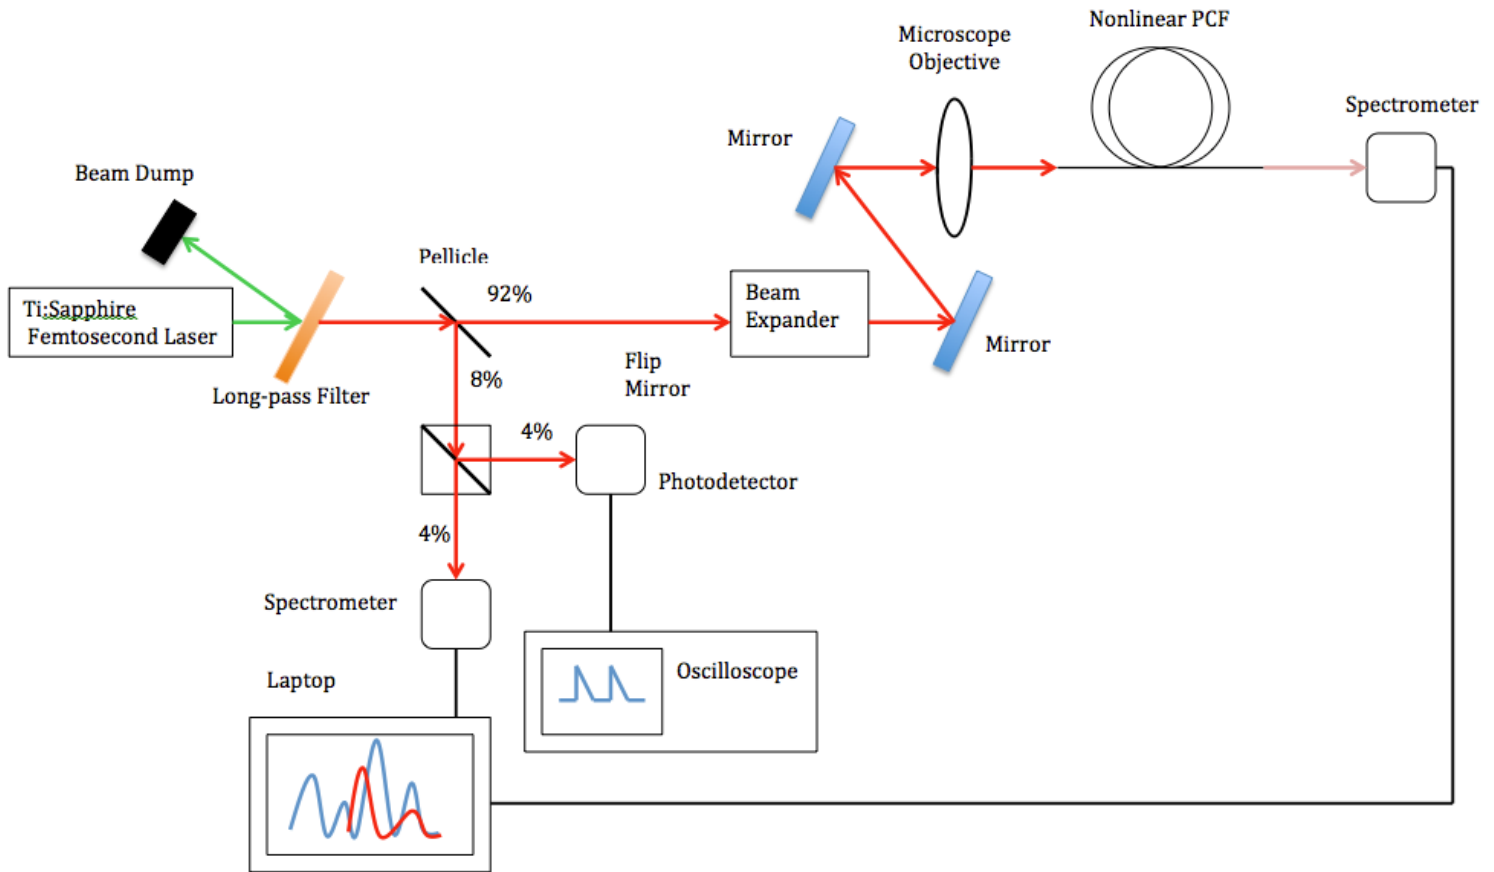 Nonlinear PCF
Microscope
Objective
Spectrometer
Mirror
Beam Dump
Pellicle
92%
Ti:Sapphire
Femtosecond Laser
Beam
Expander
Mirror
Flip
Mirror
8%
Long-pass Filter
4%
Photodetector
4%
Spectrometer
Oscilloscope
Laptop